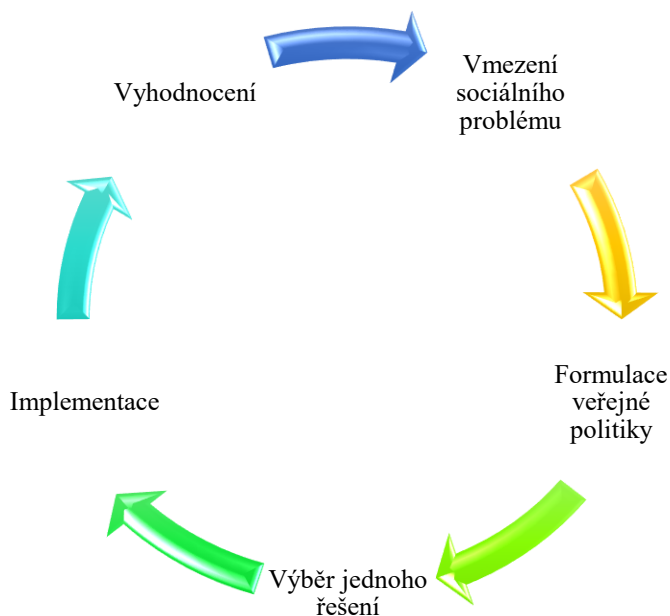 Vmezení
sociálního
problému
Formulace
veřejné
politiky
Výběr jednoho
řešení
Implementace
Vyhodnocení